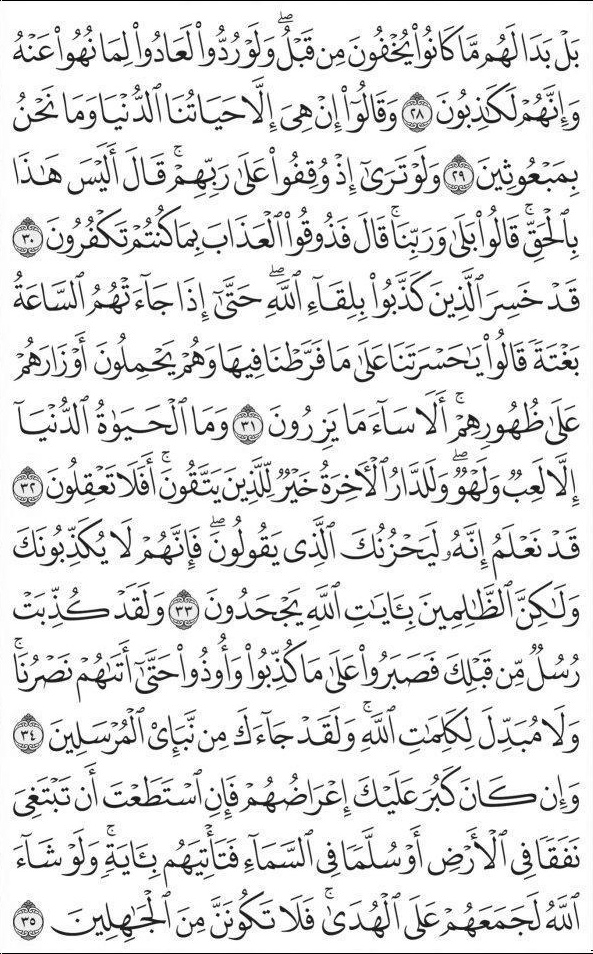 بَلْ بَدَا لَهُم مَّا كَانُوا۟ يُخْفُونَ مِن قَبْلُ ۖ وَلَوْ رُدُّوا۟ لَعَادُوا۟ لِمَا نُهُوا۟ عَنْهُ
وَإِنَّهُمْ لَكَـٰذِبُونَ ٢٨ وَقَالُوٓا۟ إِنْ هِىَ إِلَّا حَيَاتُنَا ٱلدُّنْيَا وَمَا نَحْنُ
بِمَبْعُوثِينَ ٢٩ وَلَوْ تَرَىٰٓ إِذْ وُقِفُوا۟ عَلَىٰ رَبِّهِمْ ۚ قَالَ أَلَيْسَ هَـٰذَا
بِٱلْحَقِّ ۚ قَالُوا۟ بَلَىٰ وَرَبِّنَا ۚ قَالَ فَذُوقُوا۟ ٱلْعَذَابَ بِمَا كُنتُمْ تَكْفُرُونَ ٣٠
قَدْ خَسِرَ ٱلَّذِينَ كَذَّبُوا۟ بِلِقَآءِ ٱللَّهِ ۖ حَتَّىٰٓ إِذَا جَآءَتْهُمُ ٱلسَّاعَةُ
بَغْتَةً قَالُوا۟ يَـٰحَسْرَتَنَا عَلَىٰ مَا فَرَّطْنَا فِيهَا وَهُمْ يَحْمِلُونَ أَوْزَارَهُمْ
عَلَىٰ ظُهُورِهِمْ ۚ أَلَا سَآءَ مَا يَزِرُونَ ٣١ وَمَا ٱلْحَيَوٰةُ ٱلدُّنْيَآ
إِلَّا لَعِبٌ وَلَهْوٌ ۖ وَلَلدَّارُ ٱلْـَٔاخِرَةُ خَيْرٌ لِّلَّذِينَ يَتَّقُونَ ۗ أَفَلَا تَعْقِلُونَ ٣٢
قَدْ نَعْلَمُ إِنَّهُۥ لَيَحْزُنُكَ ٱلَّذِى يَقُولُونَ ۖ فَإِنَّهُمْ لَا يُكَذِّبُونَكَ
وَلَـٰكِنَّ ٱلظَّـٰلِمِينَ بِـَٔايَـٰتِ ٱللَّهِ يَجْحَدُونَ ٣٣ وَلَقَدْ كُذِّبَتْ
رُسُلٌ مِّن قَبْلِكَ فَصَبَرُوا۟ عَلَىٰ مَا كُذِّبُوا۟ وَأُوذُوا۟ حَتَّىٰٓ أَتَىٰهُمْ نَصْرُنَا ۚ
وَلَا مُبَدِّلَ لِكَلِمَـٰتِ ٱللَّهِ ۚ وَلَقَدْ جَآءَكَ مِن نَّبَإِى۟ ٱلْمُرْسَلِينَ ٣٤
وَإِن كَانَ كَبُرَ عَلَيْكَ إِعْرَاضُهُمْ فَإِنِ ٱسْتَطَعْتَ أَن تَبْتَغِىَ
نَفَقًا فِى ٱلْأَرْضِ أَوْ سُلَّمًا فِى ٱلسَّمَآءِ فَتَأْتِيَهُم بِـَٔايَةٍ ۚ وَلَوْ شَآءَ
ٱللَّهُ لَجَمَعَهُمْ عَلَى ٱلْهُدَىٰ ۚ فَلَا تَكُونَنَّ مِنَ ٱلْجَـٰهِلِينَ ٣٥